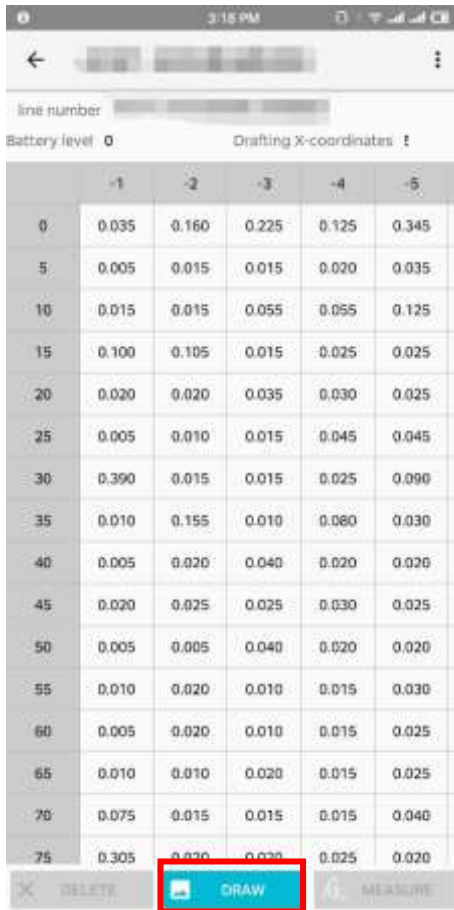 3:18 PM
line number
Battery level 0 Drafting X-coordinates
-1 -2 -3 -4 -5
0 0.035 0.160 0.225 0.125 0.345
5 0.005 0.015 0.015 0.020 0.035
10 0.015 0.015 0.055 0.055 0.125
15 0.100 0.105 0.015 0.025 0.025
20 0.020 0.020 0.035 0.030 0.025
25 0.005 0.010 0.015 0.045 0.045
30 0.390 0.015 0.015 0.025 0.090
35 0.010 0.155 0.010 0.080 0.030
40 0.005 0.020 0.040 0.020 0.020
45 0.020 0.025 0.025 0.030 0.025
50 0.005 0.005 0.040 0.020 0.020
55 0.010 0.020 0.010 0.015 0.030
60 0.005 0.020 0.010 0.015 0.025
65 0.010 0.010 0.020 0.015 0.025
70 0.075 0.015 0.015 0.015 0.040
75 0.305 0.020 0.020 0.025 0.020
DELETE DRAW MEASURE